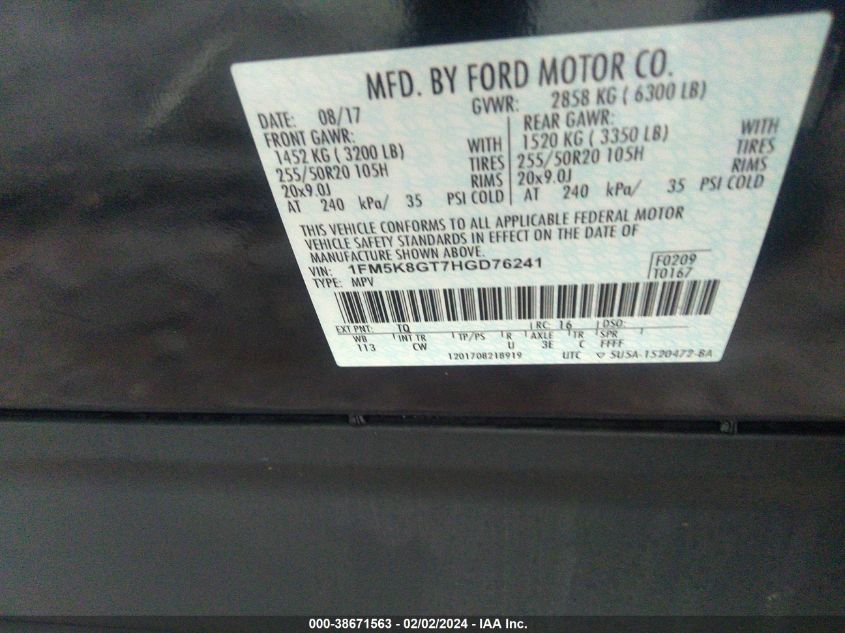 MFD. BY FORD MOTOR CO.
DATE: 08/17 GVWR: 2858 KG ( 6300 LB)
FRONT GAWR: REAR GAWR:
1452 KG ( 3200 LB) WITH 1520 KG ( 3350 LB) WITH
255/50R20 105H TIRES 255/50R20 105H TIRES
20x9.0J RIMS 20x9.0J RIMS
AT 240 kPa/ 35 PSI COLD AT 240 kPa/ 35 PSI COLD
THIS VEHICLE CONFORMS TO ALL APPLICABLE FEDERAL MOTOR
VEHICLE SAFETY STANDARDS IN EFFECT ON THE DATE OF
MANUFACTURE SHOWN ABOVE.
VIN: 1FM5K8GT7HGD76241 F0209
TYPE: MPV T0167
EXT PNT: TQ RC: 16 DSO:
WB INT TR TP/PS R AXLE TR SPR
113 CW U 3E C FFFF
1201708218919 UTC ▽ SU5A-1520472-BA
000-38671563 - 02/02/2024 - IAA Inc.